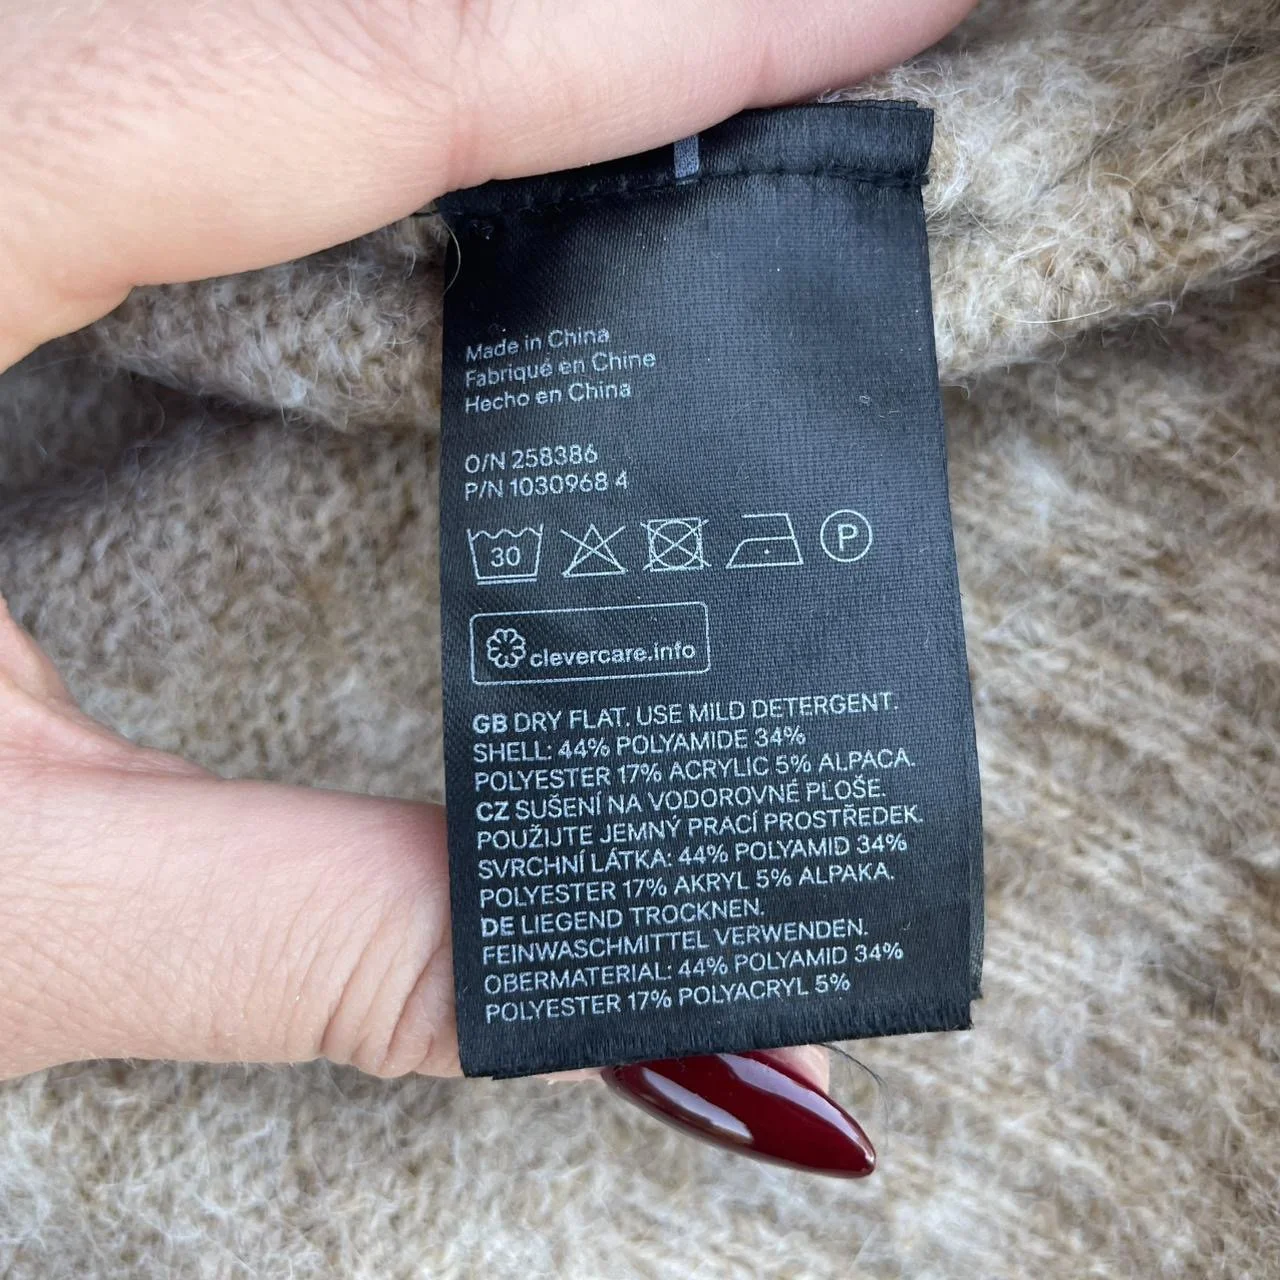 Made in China
Fabriqué en Chine
Hecho en China
O/N 258386
P/N 1030968 4
30 P
clevercare.info
GB DRY FLAT. USE MILD DETERGENT.
SHELL: 44% POLYAMIDE 34%
POLYESTER 17% ACRYLIC 5% ALPACA.
CZ SUŠENÍ NA VODOROVNÉ PLOŠE.
POUŽIJTE JEMNÝ PRACÍ PROSTŘEDEK.
SVRCHNÍ LÁTKA: 44% POLYAMID 34%
POLYESTER 17% AKRYL 5% ALPAKA.
DE LIEGEND TROCKNEN.
FEINWASCHMITTEL VERWENDEN.
OBERMATERIAL: 44% POLYAMID 34%
POLYESTER 17% POLYACRYL 5%